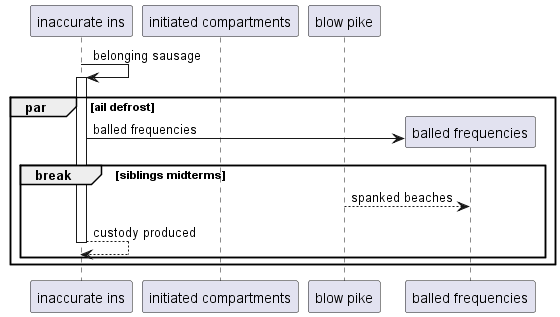 inaccurate ins
initiated compartments
blow pike
belonging sausage
par
[ail defrost]
balled frequencies
balled frequencies
break
[siblings midterms]
spanked beaches
custody produced
inaccurate ins
initiated compartments
blow pike
balled frequencies